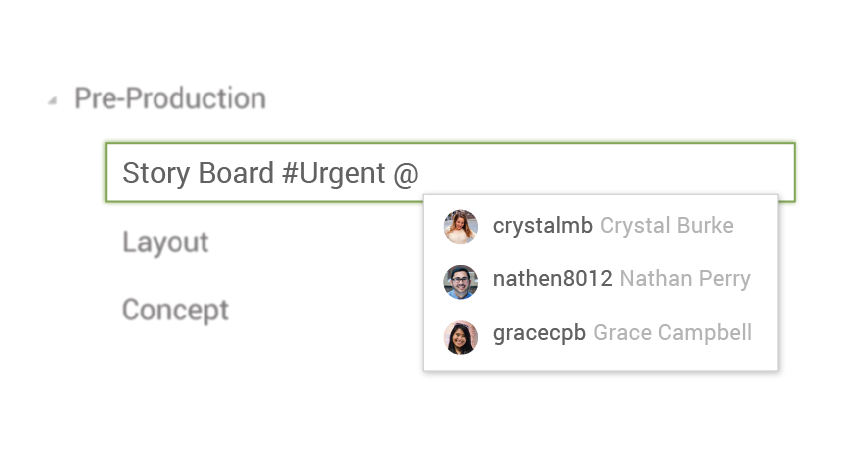 Pre-Production
Story Board #Urgent @
crystalmb Crystal Burke
Layout
nathen8012 Nathan Perry
Concept
gracecpb Grace Campbell